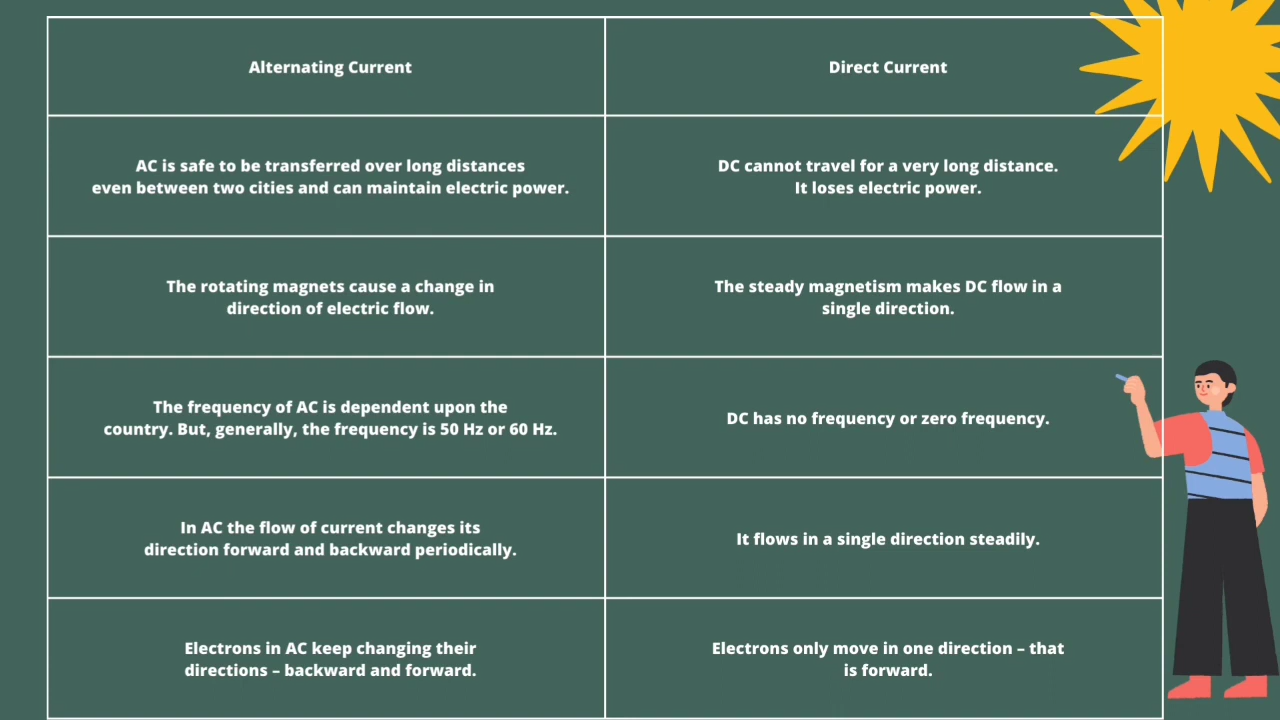 Alternating Current
Direct Current
AC is safe to be transferred over long distances
even between two cities and can maintain electric power.
DC cannot travel for a very long distance.
It loses electric power.
The rotating magnets cause a change in
direction of electric flow.
The steady magnetism makes DC flow in a
single direction.
The frequency of AC is dependent upon the
country. But, generally, the frequency is 50 Hz or 60 Hz.
DC has no frequency or zero frequency.
In AC the flow of current changes its
direction forward and backward periodically.
It flows in a single direction steadily.
Electrons in AC keep changing their
directions – backward and forward.
Electrons only move in one direction – that
is forward.